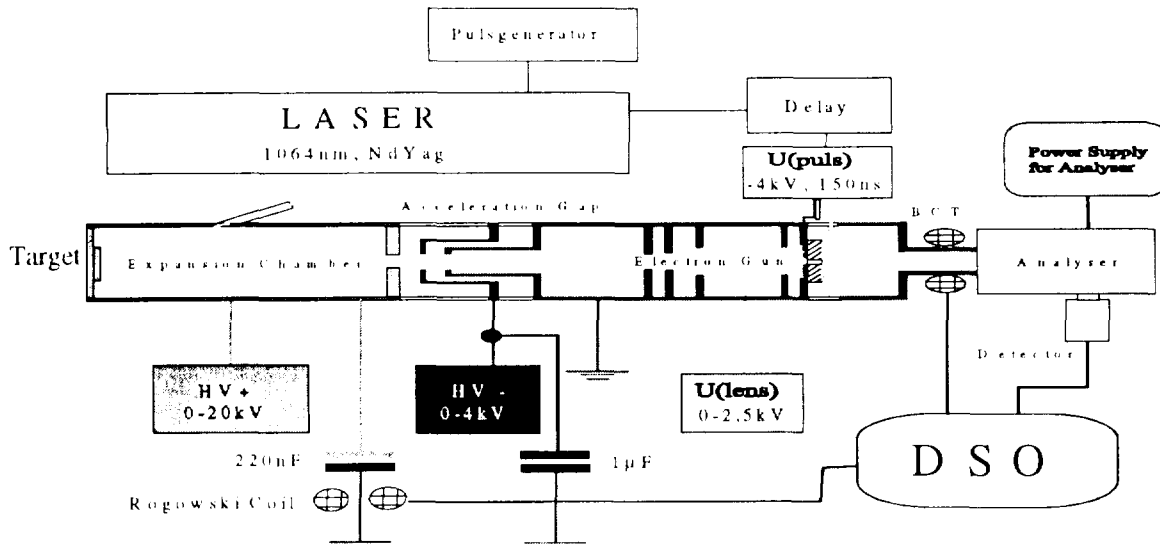 Pulsgenerator
LASER
1064nm, NdYag
Delay
U(puls)
-4kV, 150ns
Power Supply
for Analyser
Acceleration Gap
BCT
Target
Expansion Chamber
Electron Gun
Analyser
Detector
HV +
0-20kV
HV -
0-4kV
U(lens)
0-2,5kV
220nF
1µF
DSO
Rogowski Coil